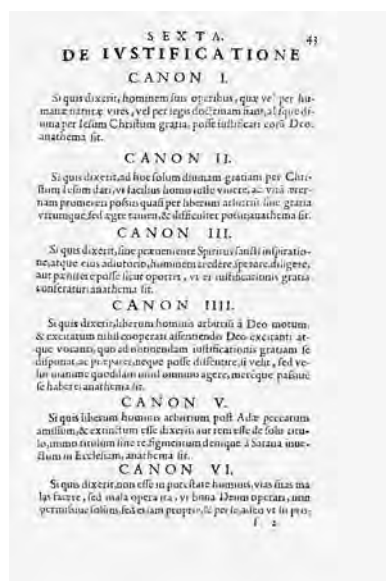 SEXTA. 43
DE IVSTIFICATIONE
CANON I.
Si quis dixerit, hominem suis operibus, quæ vel per hu-
manæ naturæ vires, vel per legis doctrinam fiant, absque di-
uina per Iesum Christum gratia, posse iustificari corā Deo.
anathema sit.
CANON II.
Si quis dixerit, ad hoc solum diuinam gratiam per Chri-
stum Iesum dari, vt facilius homo iuste viuere, ac vitā æter-
nam promereri possit, quasi per liberum arbitriū sine gratia
vtrumque, sed ægre tamen, & difficulter possit: anathema sit.
CANON III.
Si quis dixerit, sine præueniente Spiritus sancti inspiratio-
ne, atque eius adiutorio, hominem credere, sperare, diligere,
aut pœnitere posse sicut oportet, vt ei iustificationis gratia
conferatur: anathema sit.
CANON IIII.
Si quis dixerit, liberum hominis arbitriū à Deo motum,
& excitatum nihil cooperari assentiendo Deo excitanti at-
que vocanti, quo ad obtinendam iustificationis gratiam se
disponat, ac præparet, neque posse dissentire, si velit, sed ve-
lut inanime quoddam nihil omnino agere, mereque passiue
se habere: anathema sit.
CANON V.
Si quis liberum hominis arbitrium post Adæ peccatum
amissum, & extinctum esse dixerit: aut rem esse de solo titu-
lo, immo titulum sine re, figmentum denique à Satana inue-
ctum in Ecclesiam, anathema sit.
CANON VI.
Si quis dixerit, non esse in potestate hominis, vias suas ma-
las facere, sed mala opera ita, vt bona Deum operari, non
permissiue solum, sed etiam proprie, & per se, adeo vt sit pro-
f 2